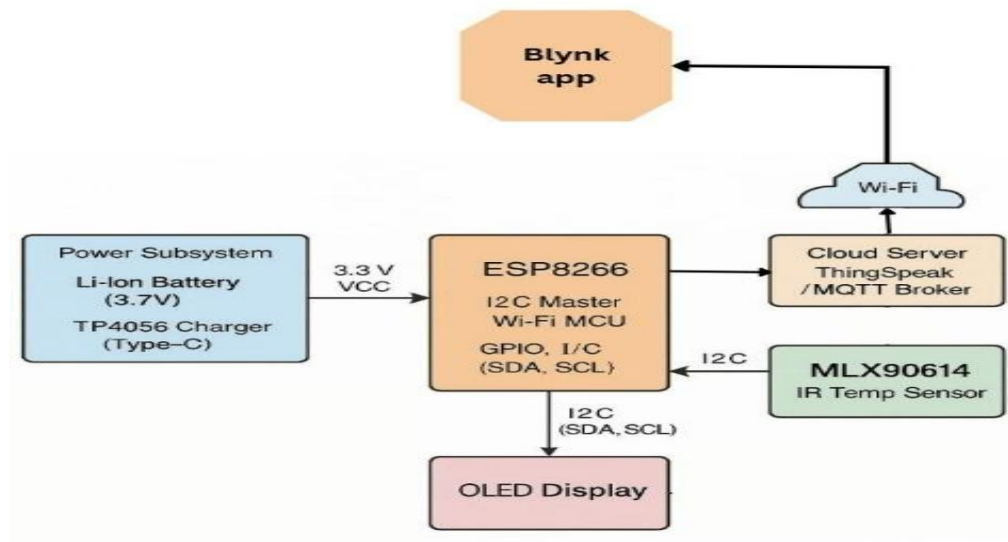 Blynk
app
Wi-Fi
Power Subsystem
Li-Ion Battery
(3.7V)
TP4056 Charger
(Type-C)
3.3 V
VCC
ESP8266
I2C Master
Wi-Fi MCU
GPIO, I/C
(SDA, SCL)
Cloud Server
ThingSpeak
/MQTT Broker
I2C
MLX90614
IR Temp Sensor
I2C
(SDA, SCL)
OLED Display